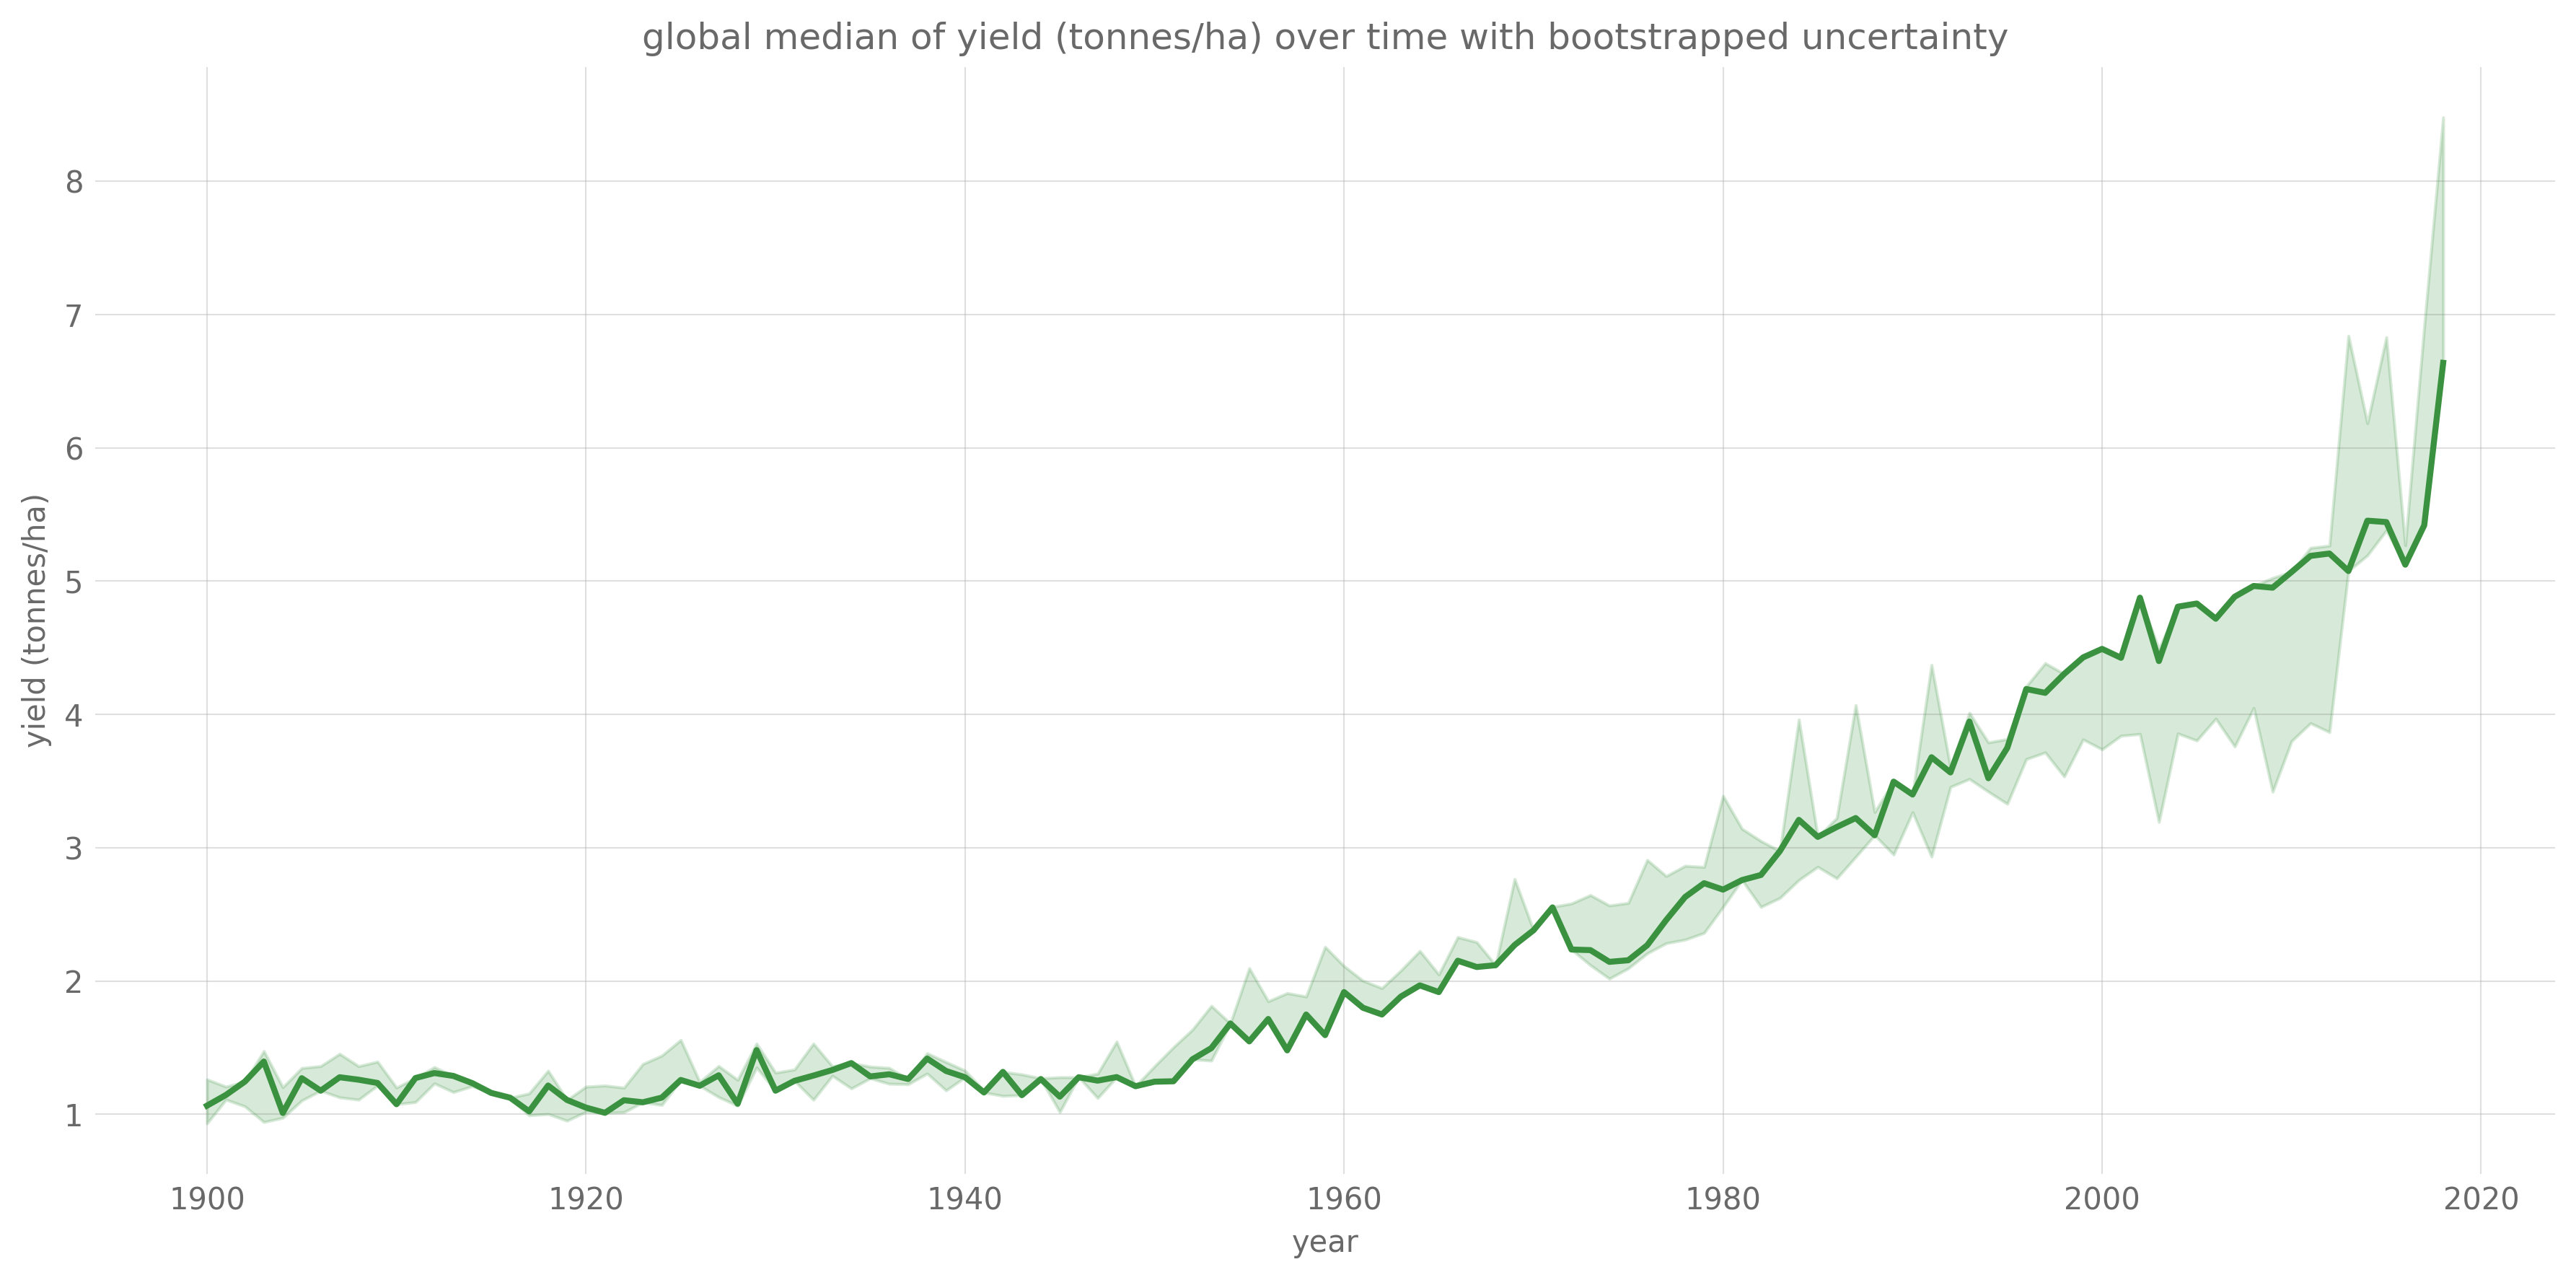 global median of yield (tonnes/ha) over time with bootstrapped uncertainty
8
7
6
5
4
3
2
1
yield (tonnes/ha)
1900 1920 1940 1960 1980 2000 2020
year